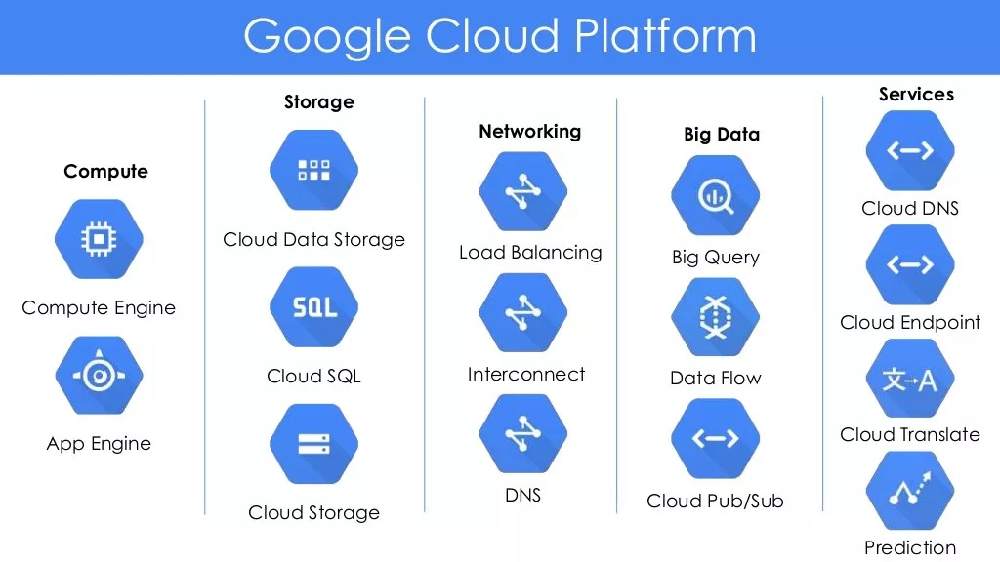 Google Cloud Platform
Compute
Compute Engine
App Engine
Storage
Cloud Data Storage
SQL
Cloud SQL
Cloud Storage
Networking
Load Balancing
Interconnect
DNS
Big Data
Big Query
Data Flow
Cloud Pub/Sub
Services
Cloud DNS
Cloud Endpoint
文→A
Cloud Translate
Prediction